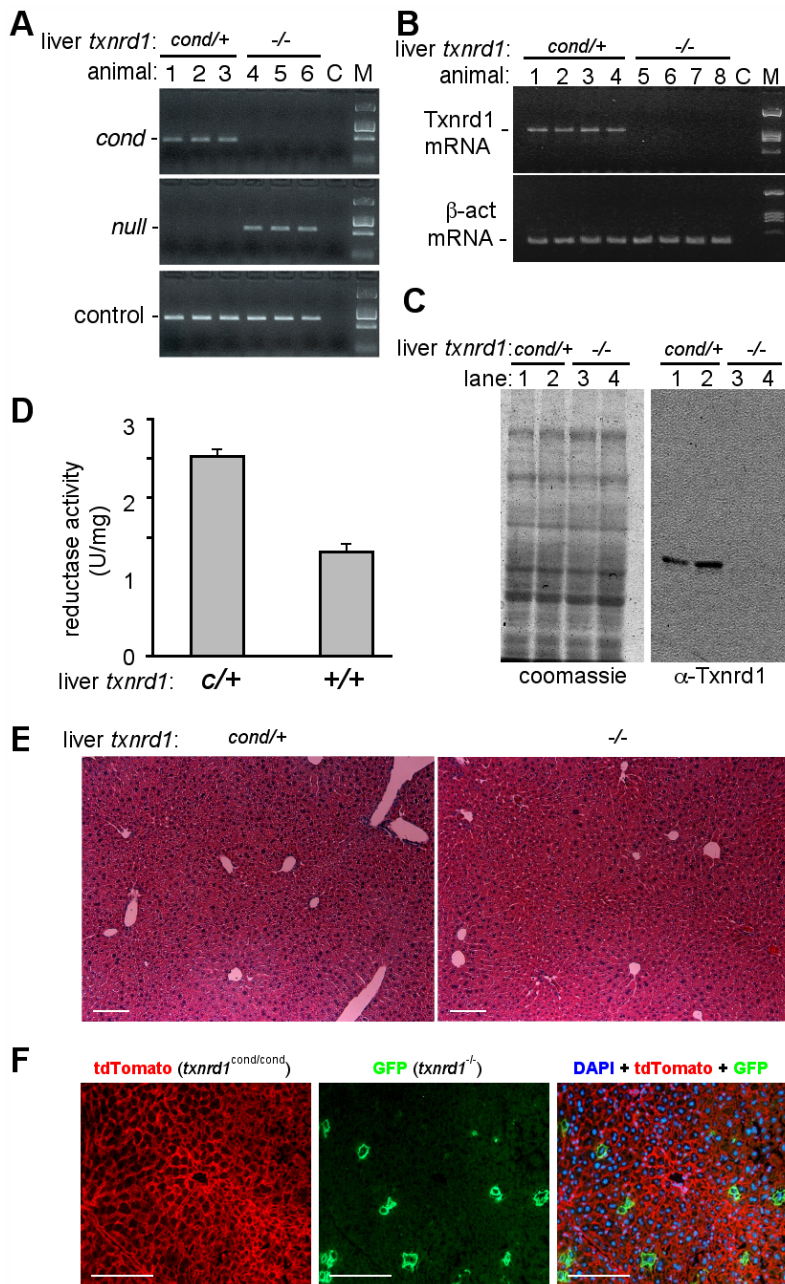 A
liver txnrd1: cond/+ -/-
animal: 1 2 3 4 5 6 C M
cond -
null -
control -
B
liver txnrd1: cond/+ -/-
animal: 1 2 3 4 5 6 7 8 C M
Txnrd1 -
mRNA
β-act
mRNA -
C
liver txnrd1: cond/+ -/- cond/+ -/-
lane: 1 2 3 4 1 2 3 4
coomassie α-Txnrd1
D
reductase activity
(U/mg)
3
2
1
0
liver txnrd1: c/+ +/+
E
liver txnrd1: cond/+ -/-
F
tdTomato (txnrd1cond/cond) GFP (txnrd1-/-) DAPI + tdTomato + GFP